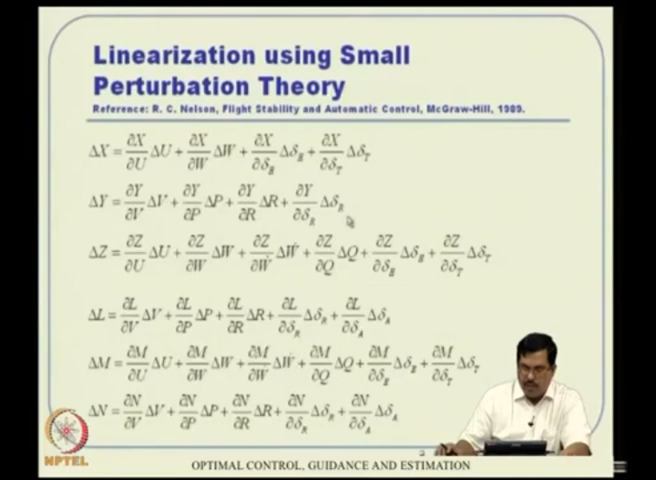 Linearization using Small
Perturbation Theory
Reference: R. C. Nelson, Flight Stability and Automatic Control, McGraw-Hill, 1989.
ΔX = ∂X/∂U ΔU + ∂X/∂W ΔW + ∂X/∂δ_E Δδ_E + ∂X/∂δ_T Δδ_T
ΔY = ∂Y/∂V ΔV + ∂Y/∂P ΔP + ∂Y/∂R ΔR + ∂Y/∂δ_R Δδ_R
ΔZ = ∂Z/∂U ΔU + ∂Z/∂W ΔW + ∂Z/∂Ẇ ΔẆ + ∂Z/∂Q ΔQ + ∂Z/∂δ_E Δδ_E + ∂Z/∂δ_T Δδ_T
ΔL = ∂L/∂V ΔV + ∂L/∂P ΔP + ∂L/∂R ΔR + ∂L/∂δ_R Δδ_R + ∂L/∂δ_A Δδ_A
ΔM = ∂M/∂U ΔU + ∂M/∂W ΔW + ∂M/∂Ẇ ΔẆ + ∂M/∂Q ΔQ + ∂M/∂δ_E Δδ_E + ∂M/∂δ_T Δδ_T
ΔN = ∂N/∂V ΔV + ∂N/∂P ΔP + ∂N/∂R ΔR + ∂N/∂δ_R Δδ_R + ∂N/∂δ_A Δδ_A
NPTEL
OPTIMAL CONTROL, GUIDANCE AND ESTIMATION